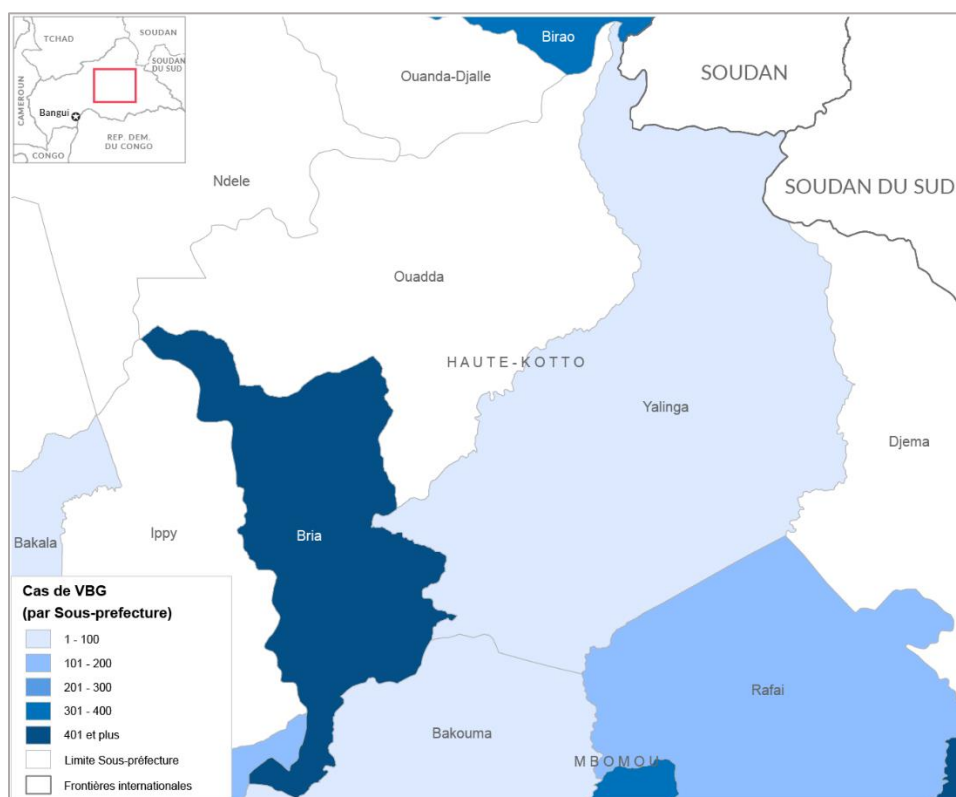 TCHAD
SOUDAN
SOUDAN
DU SUD
CAMEROUN
Bangui
REP. DEM.
DU CONGO
CONGO
Birao
Ouanda-Djalle
SOUDAN
Ndele
SOUDAN DU SUD
Ouadda
HAUTE-KOTTO
Yalinga
Djema
Bakala
Ippy
Bria
Rafai
Bakouma
MBOMOU
Cas de VBG
(par Sous-prefecture)
1 - 100
101 - 200
201 - 300
301 - 400
401 et plus
Limite Sous-préfecture
Frontières internationales